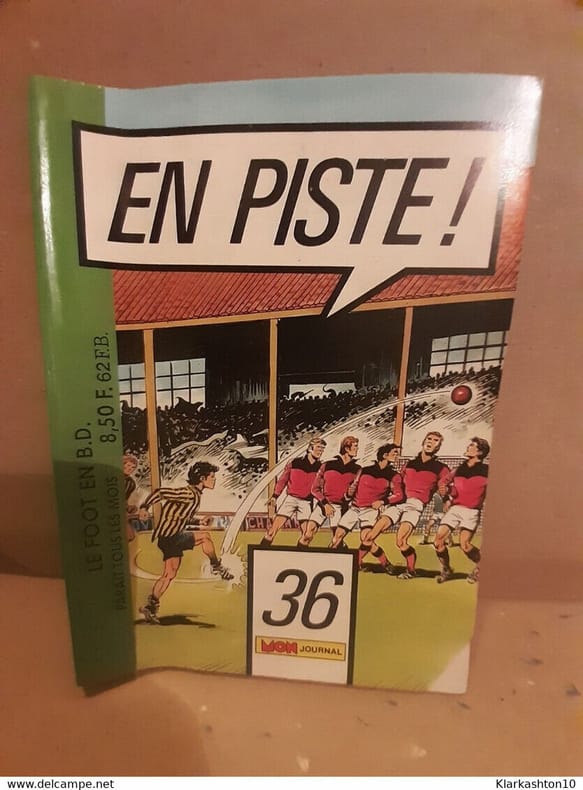 EN PISTE!
LE FOOT EN B.D.
8,50 F. 62 F.B.
PARAIT TOUS LES MOIS
36
MON JOURNAL
www.delcampe.net
Klarkashton10